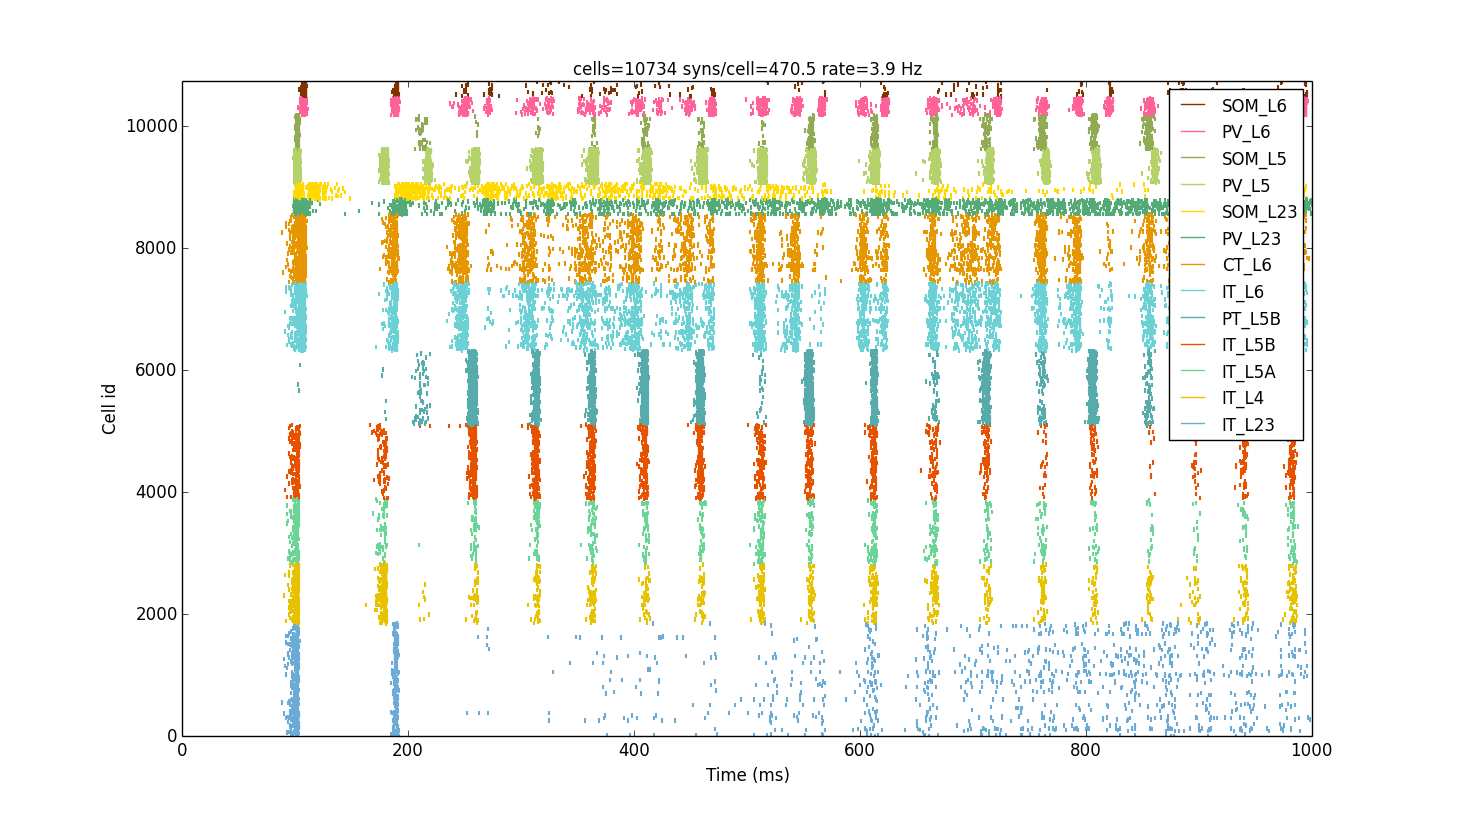 cells=10734 syns/cell=470.5 rate=3.9 Hz
10000
8000
6000
4000
2000
0
Cell id
0 200 400 600 800 1000
Time (ms)
SOM_L6
PV_L6
SOM_L5
PV_L5
SOM_L23
PV_L23
CT_L6
IT_L6
PT_L5B
IT_L5B
IT_L5A
IT_L4
IT_L23